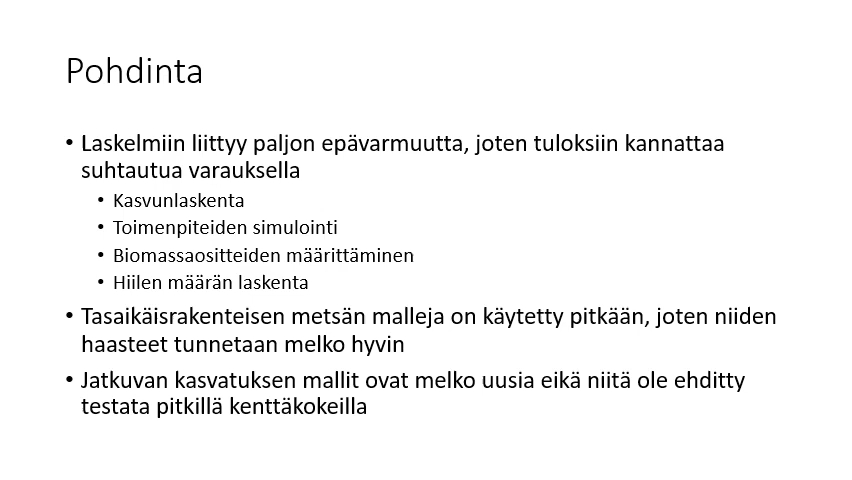 Pohdinta
• Laskelmiin liittyy paljon epävarmuutta, joten tuloksiin kannattaa
suhtautua varauksella
• Kasvunlaskenta
• Toimenpiteiden simulointi
• Biomassaositteiden määrittäminen
• Hiilen määrän laskenta
• Tasaikäisrakenteisen metsän malleja on käytetty pitkään, joten niiden
haasteet tunnetaan melko hyvin
• Jatkuvan kasvatuksen mallit ovat melko uusia eikä niitä ole ehditty
testata pitkillä kenttäkokeilla